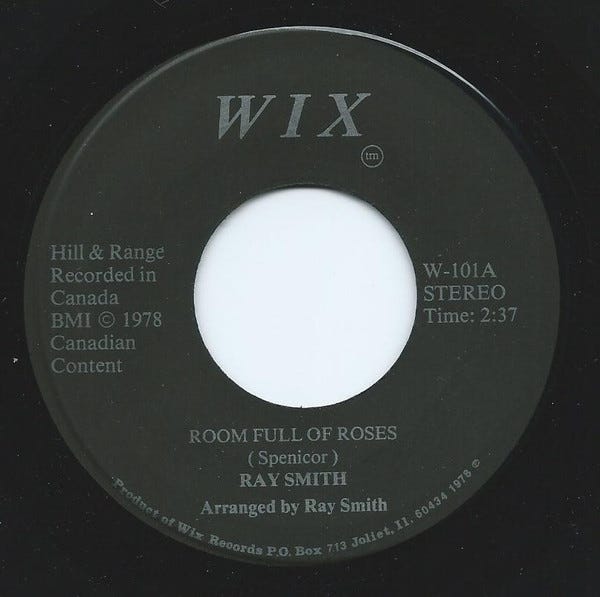 WIX
tm
Hill & Range
Recorded in
Canada
BMI © 1978
Canadian
Content
W-101A
STEREO
Time: 2:37
ROOM FULL OF ROSES
( Spenicor )
RAY SMITH
Arranged by Ray Smith
Product of Wix Records P.O. Box 713 Joliet, Il. 60434 1978 ℗